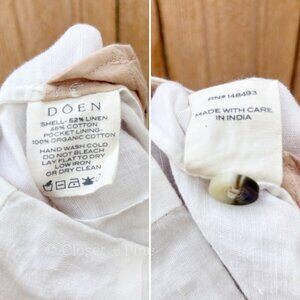 DÔEN
SHELL- 52% LINEN
48% COTTON
POCKET LINING-
100% ORGANIC COTTON
HAND WASH COLD
DO NOT BLEACH
LAY FLAT TO DRY
LOW IRON
OR DRY CLEAN
RN# 148493
MADE WITH CARE
IN INDIA